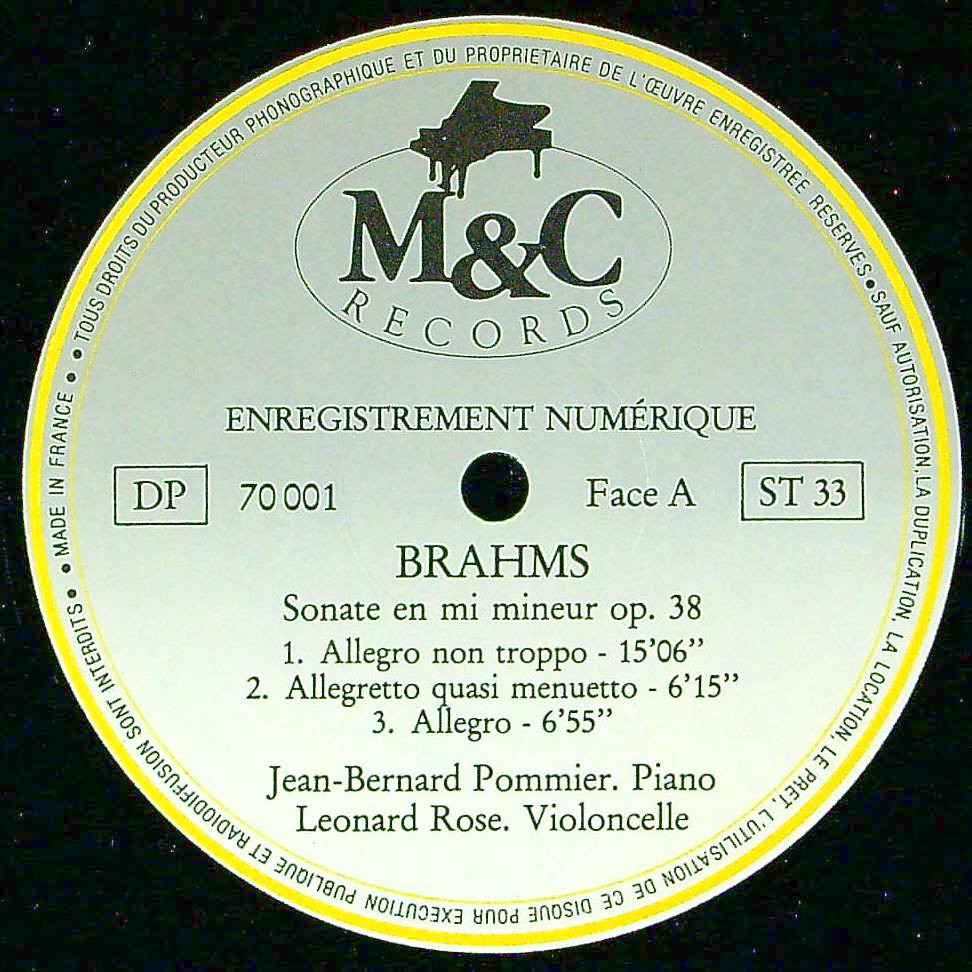 • TOUS DROITS DU PRODUCTEUR PHONOGRAPHIQUE ET DU PROPRIETAIRE DE L'ŒUVRE ENREGISTREE RESERVES • SAUF AUTORISATION, LA DUPLICATION, LA LOCATION, LE PRET, L'UTILISATION DE CE DISQUE POUR EXECUTION PUBLIQUE ET RADIODIFFUSION SONT INTERDITS •
• MADE IN FRANCE •
M&C
RECORDS
ENREGISTREMENT NUMÉRIQUE
DP 70 001 Face A ST 33
BRAHMS
Sonate en mi mineur op. 38
1. Allegro non troppo - 15’06”
2. Allegretto quasi menuetto - 6’15”
3. Allegro - 6’55”
Jean-Bernard Pommier. Piano
Leonard Rose. Violoncelle